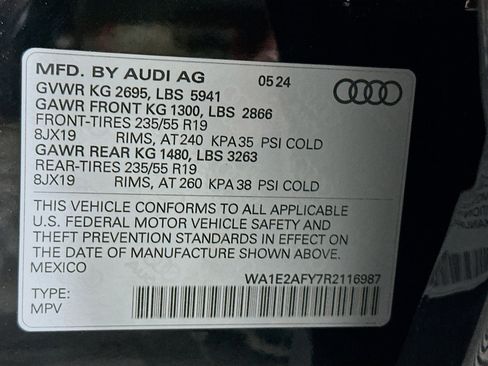 MFD. BY AUDI AG 05 24
GVWR KG 2695, LBS 5941
GAWR FRONT KG 1300, LBS 2866
FRONT-TIRES 235/55 R19
8JX19 RIMS, AT 240 KPA 35 PSI COLD
GAWR REAR KG 1480, LBS 3263
REAR-TIRES 235/55 R19
8JX19 RIMS, AT 260 KPA 38 PSI COLD
THIS VEHICLE CONFORMS TO ALL APPLICABLE
U.S. FEDERAL MOTOR VEHICLE SAFETY AND
THEFT PREVENTION STANDARDS IN EFFECT ON
THE DATE OF MANUFACTURE SHOWN ABOVE.
MEXICO
WA1E2AFY7R2116987
TYPE:
MPV